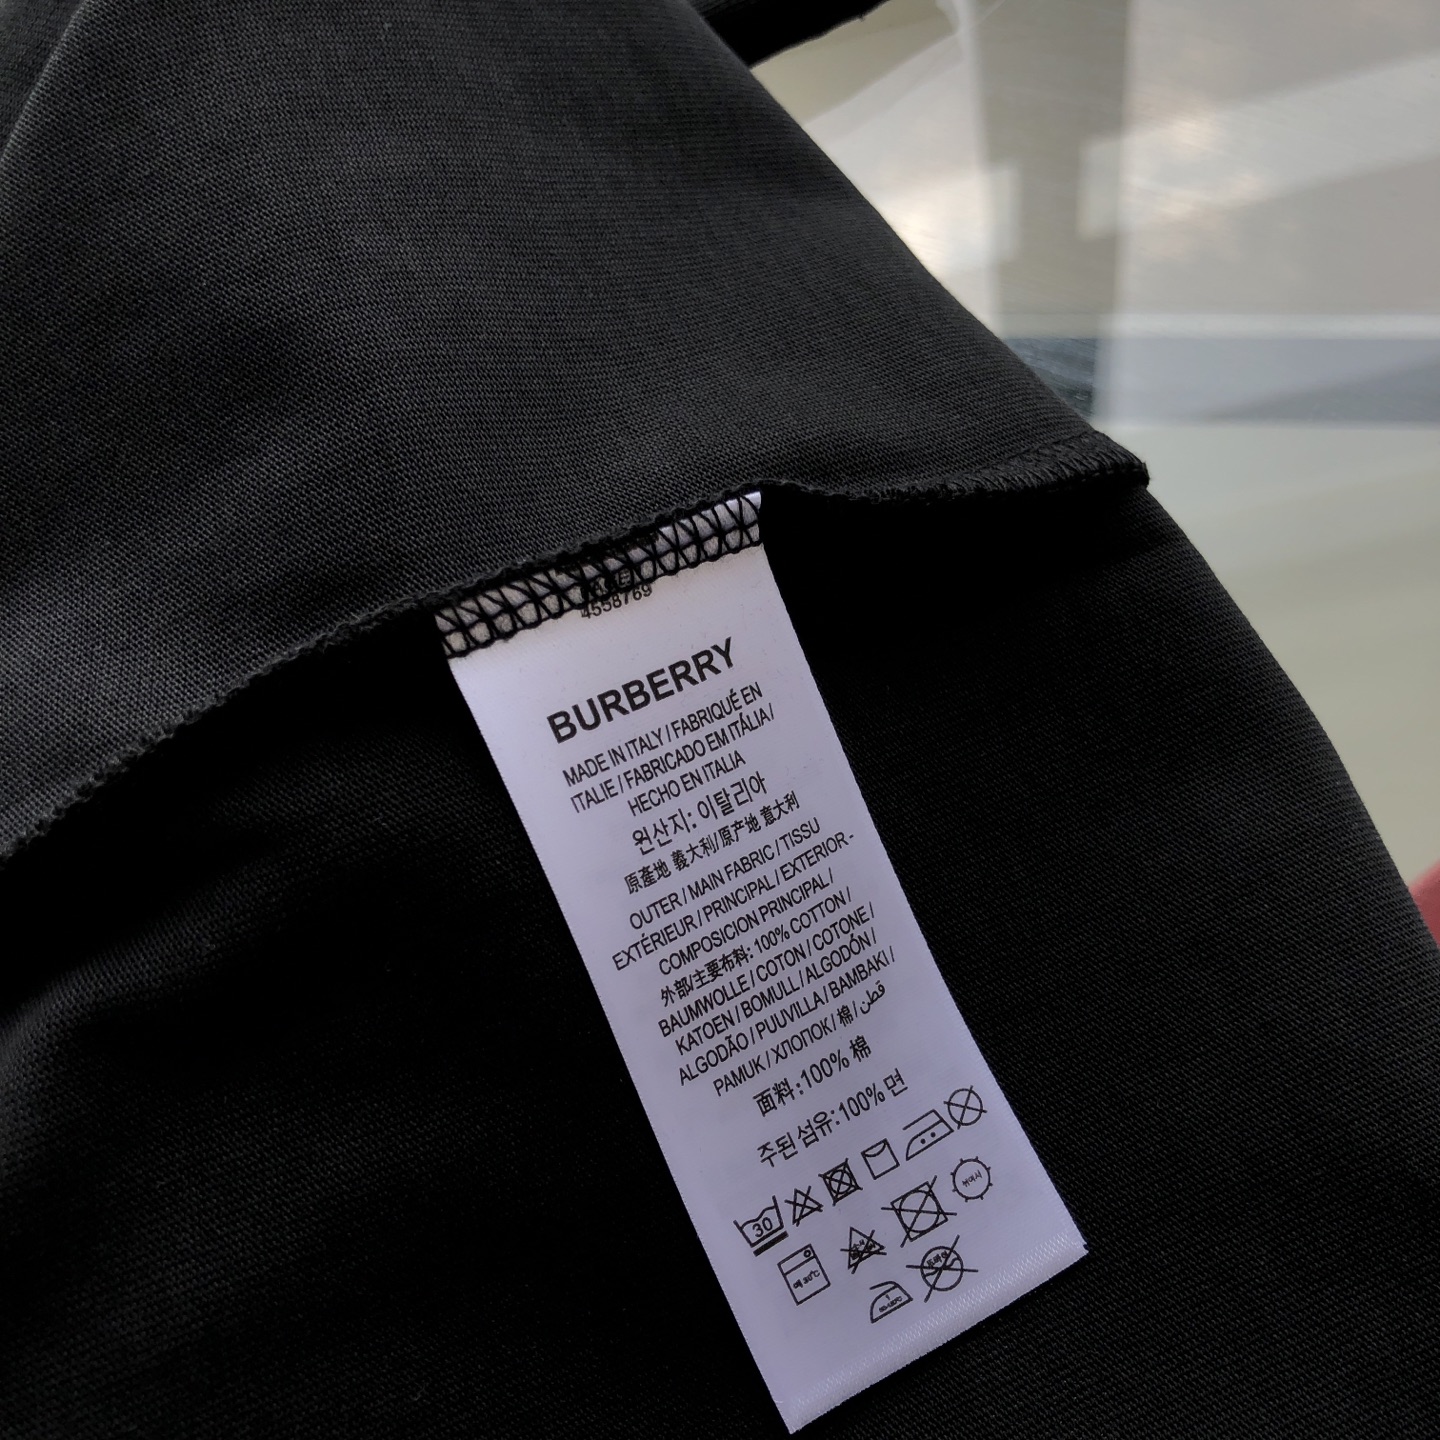 4558769
BURBERRY
MADE IN ITALY / FABRIQUÉ EN
ITALIE / FABRICADO EM ITÁLIA /
HECHO EN ITALIA
원산지: 이탈리아
原產地 義大利/原产地 意大利
OUTER / MAIN FABRIC / TISSU
EXTÉRIEUR / PRINCIPAL / EXTERIOR-
COMPOSICION PRINCIPAL /
外部/主要布料: 100% COTTON /
BAUMWOLLE / COTON / COTONE /
KATOEN / BOMULL / ALGODÓN /
ALGODÃO / PUUVILLA / BAMBAKI /
PAMUK / ХЛОПОК / 棉 / قطن
面料:100% 棉
주된 섬유:100% 면
30